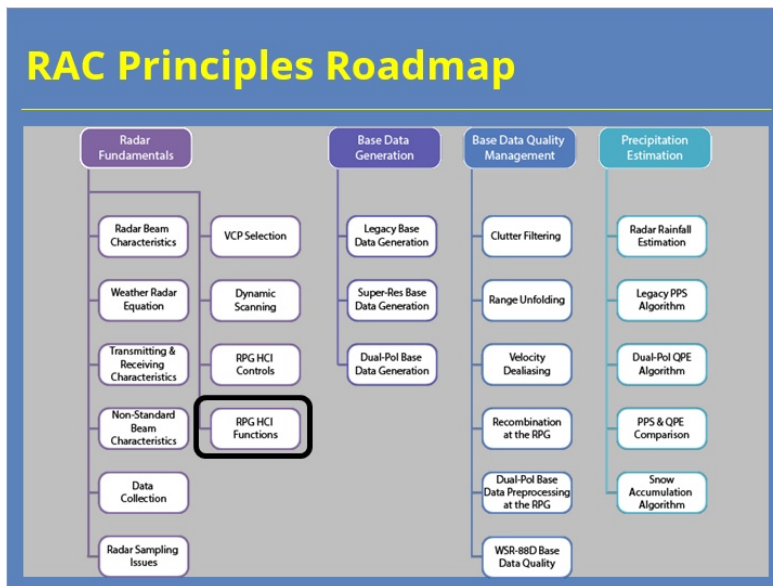 RAC Principles Roadmap
Radar
Fundamentals
Radar Beam
Characteristics
Weather Radar
Equation
Transmitting &
Receiving
Characteristics
Non-Standard
Beam
Characteristics
Data
Collection
Radar Sampling
Issues
VCP Selection
Dynamic
Scanning
RPG HCI
Controls
RPG HCI
Functions
Base Data
Generation
Legacy Base
Data Generation
Super-Res Base
Data Generation
Dual-Pol Base
Data Generation
Base Data Quality
Management
Clutter Filtering
Range Unfolding
Velocity
Dealiasing
Recombination
at the RPG
Dual-Pol Base
Data Preprocessing
at the RPG
WSR-88D Base
Data Quality
Precipitation
Estimation
Radar Rainfall
Estimation
Legacy PPS
Algorithm
Dual-Pol QPE
Algorithm
PPS & QPE
Comparison
Snow
Accumulation
Algorithm